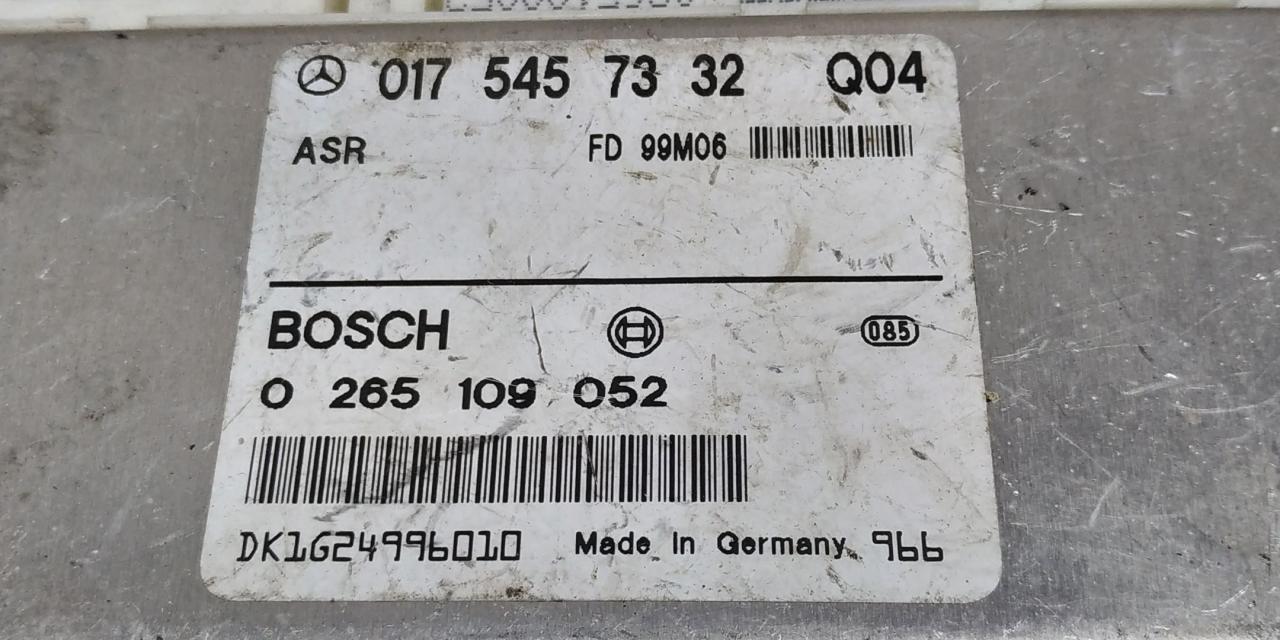 017 545 73 32 Q04
ASR FD 99M06
BOSCH 085
0 265 109 052
DK1G24996010 Made in Germany 966